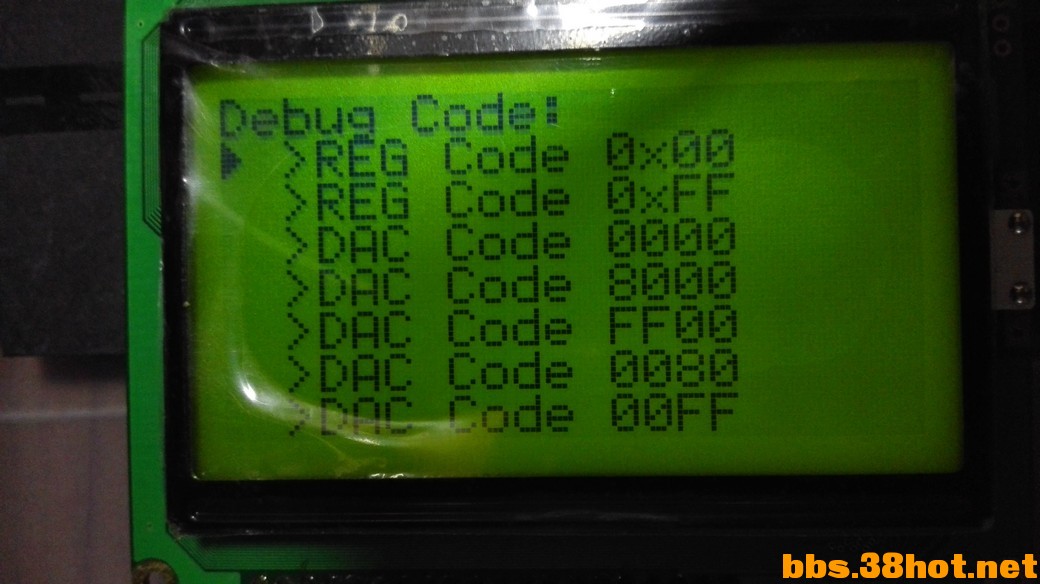 Debug Code:
>REG Code 0x00
>REG Code 0xFF
>DAC Code 0000
>DAC Code 8000
>DAC Code FF00
>DAC Code 0080
>DAC Code 00FF
bbs.38hot.net